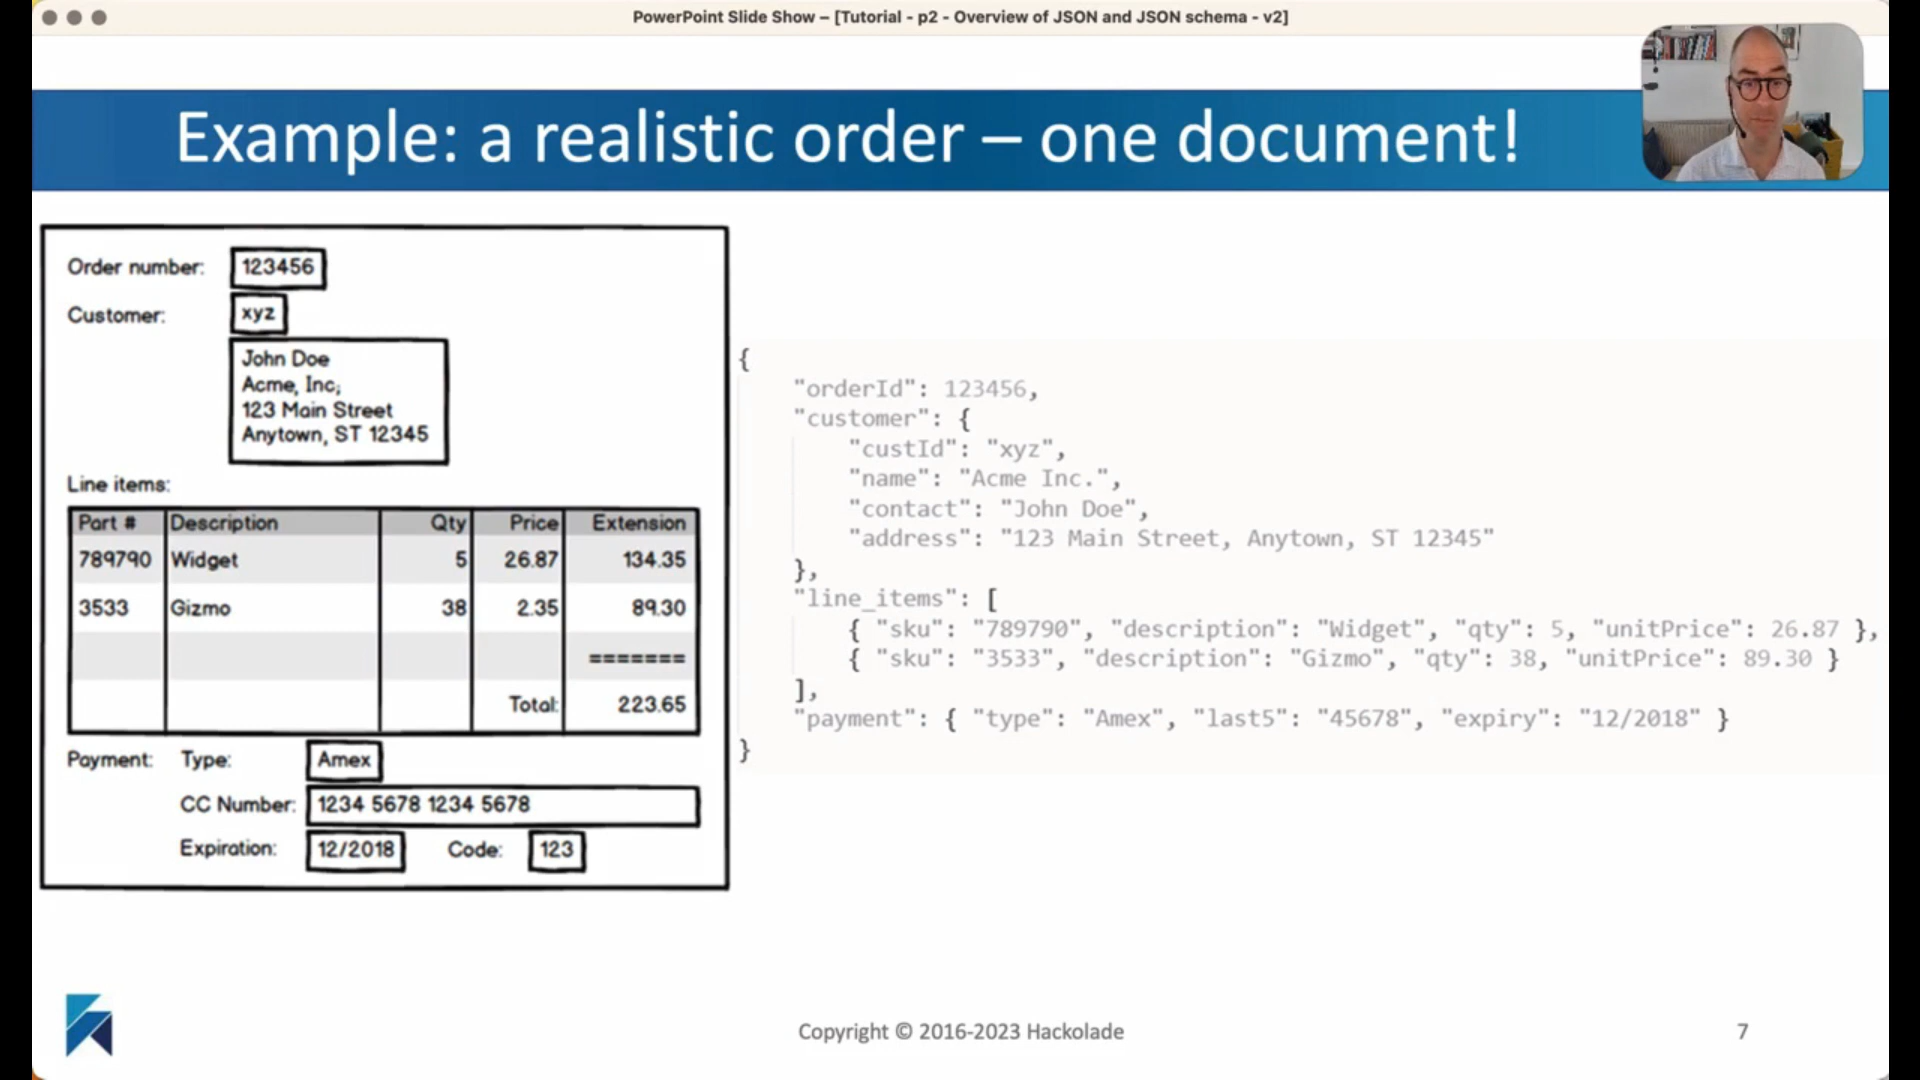 PowerPoint Slide Show – [Tutorial - p2 - Overview of JSON and JSON schema - v2]
Example: a realistic order – one document!
Order number: 123456
Customer: xyz
John Doe
Acme, Inc,
123 Main Street
Anytown, ST 12345
Line items:
Part # Description Qty Price Extension
789790 Widget 5 26.87 134.35
3533 Gizmo 38 2.35 89.30
=======
Total: 223.65
Payment: Type: Amex
CC Number: 1234 5678 1234 5678
Expiration: 12/2018 Code: 123
{
"orderId": 123456,
"customer": {
"custId": "xyz",
"name": "Acme Inc.",
"contact": "John Doe",
"address": "123 Main Street, Anytown, ST 12345"
},
"line_items": [
{ "sku": "789790", "description": "Widget", "qty": 5, "unitPrice": 26.87 },
{ "sku": "3533", "description": "Gizmo", "qty": 38, "unitPrice": 89.30 }
],
"payment": { "type": "Amex", "last5": "45678", "expiry": "12/2018" }
}
Copyright © 2016-2023 Hackolade
7